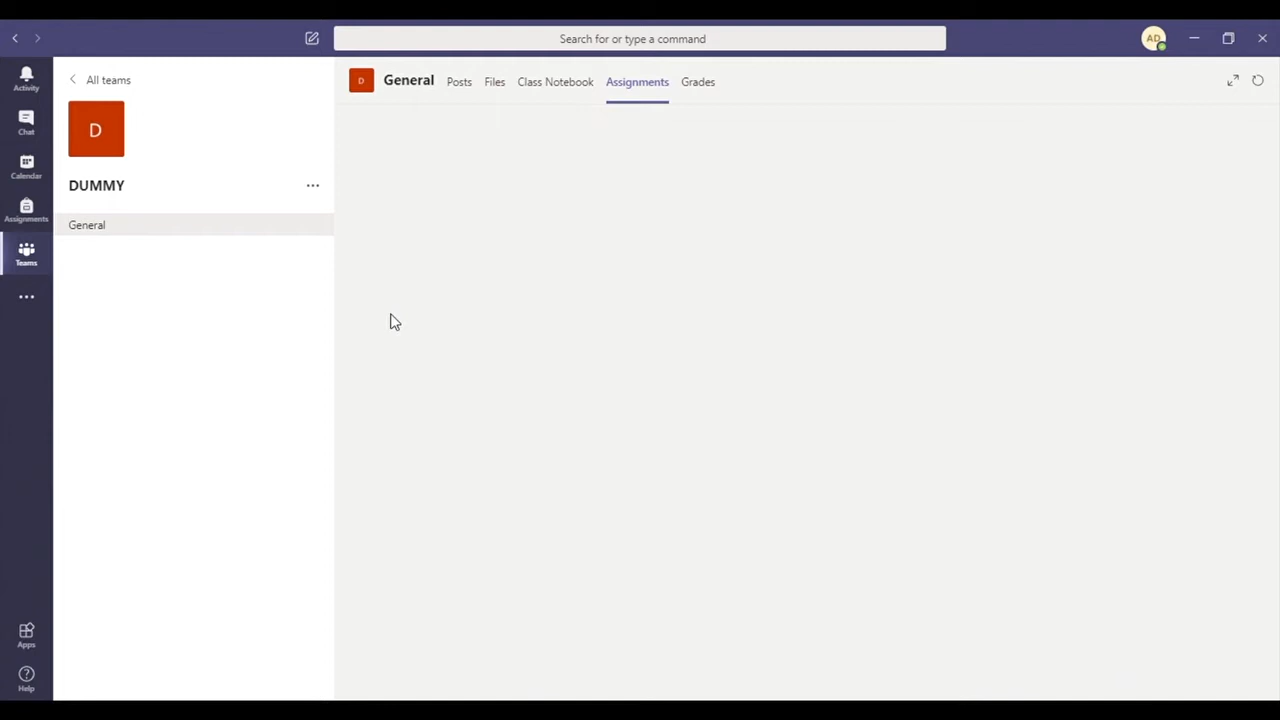 Search for or type a command
AD
Activity
Chat
Calendar
Assignments
Teams
Apps
Help
All teams
D
DUMMY
General
D
General
Posts
Files
Class Notebook
Assignments
Grades